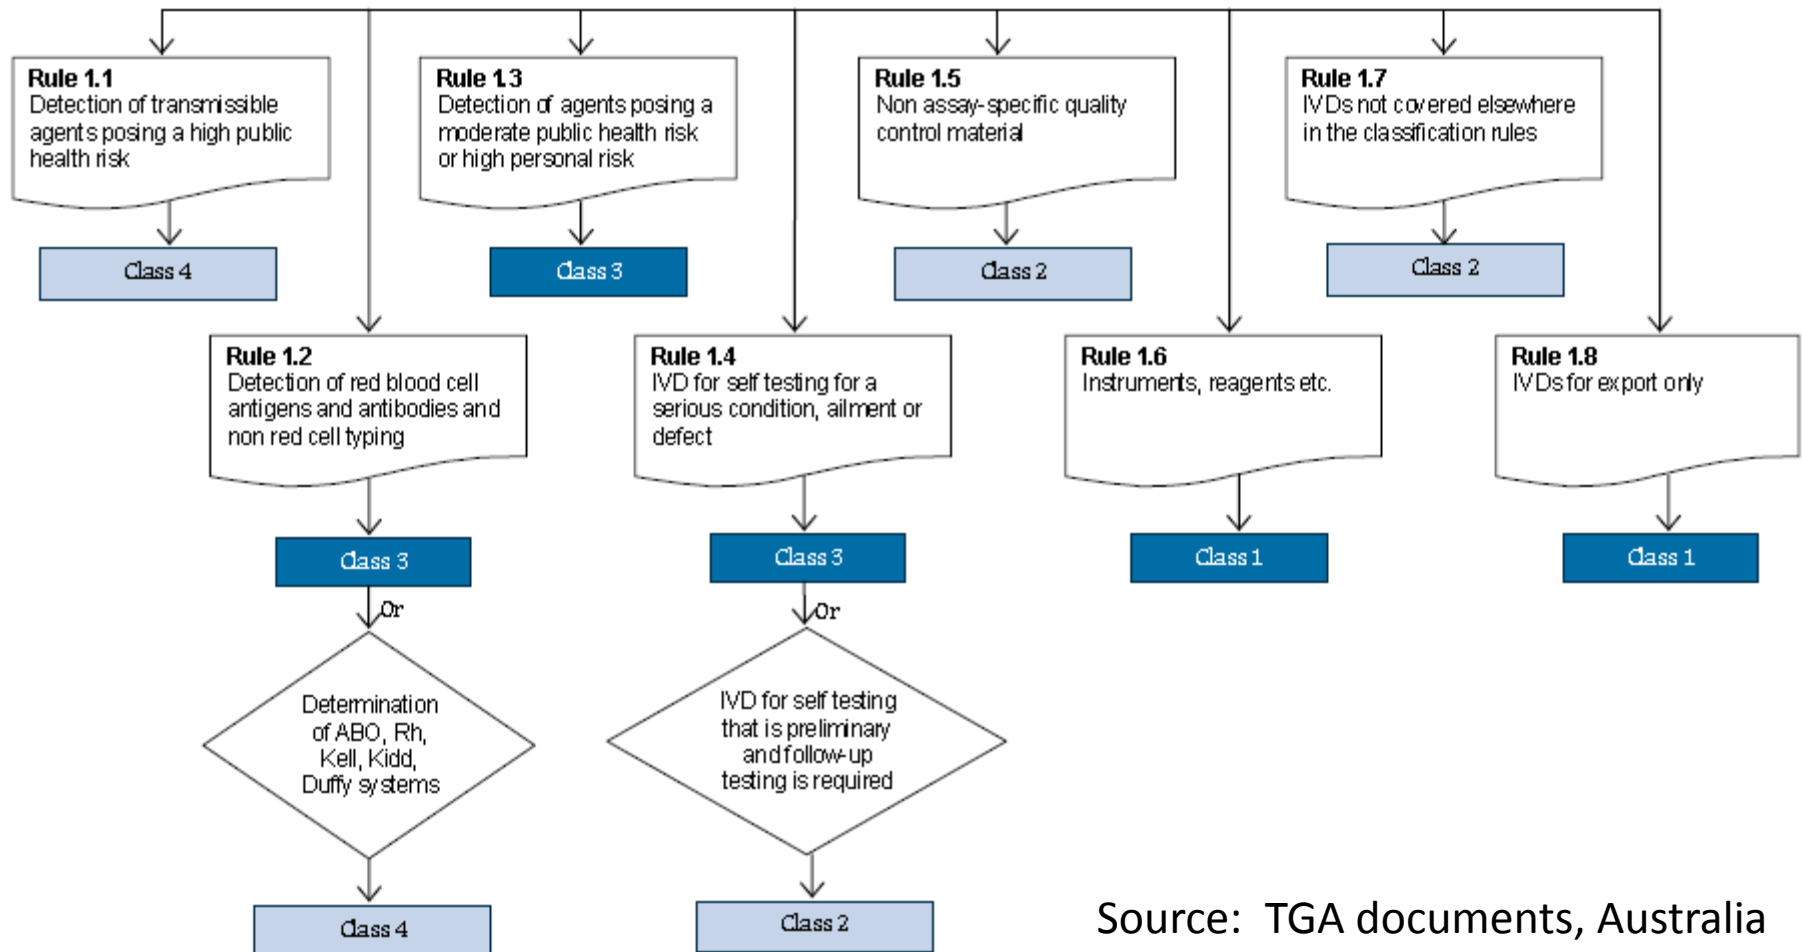 Rule 1.1
Detection of transmissible
agents posing a high public
health risk
Class 4
Rule 1.3
Detection of agents posing a
moderate public health risk
or high personal risk
Class 3
Rule 1.5
Non assay-specific quality
control material
Class 2
Rule 1.7
IVDs not covered elsewhere
in the classification rules
Class 2
Rule 1.2
Detection of red blood cell
antigens and antibodies and
non red cell typing
Class 3
Or
Determination
of ABO, Rh,
Kell, Kidd,
Duffy systems
Class 4
Rule 1.4
IVD for self testing for a
serious condition, ailment or
defect
Class 3
Or
IVD for self testing
that is preliminary
and follow-up
testing is required
Class 2
Rule 1.6
Instruments, reagents etc.
Class 1
Rule 1.8
IVDs for export only
Class 1
Source: TGA documents, Australia